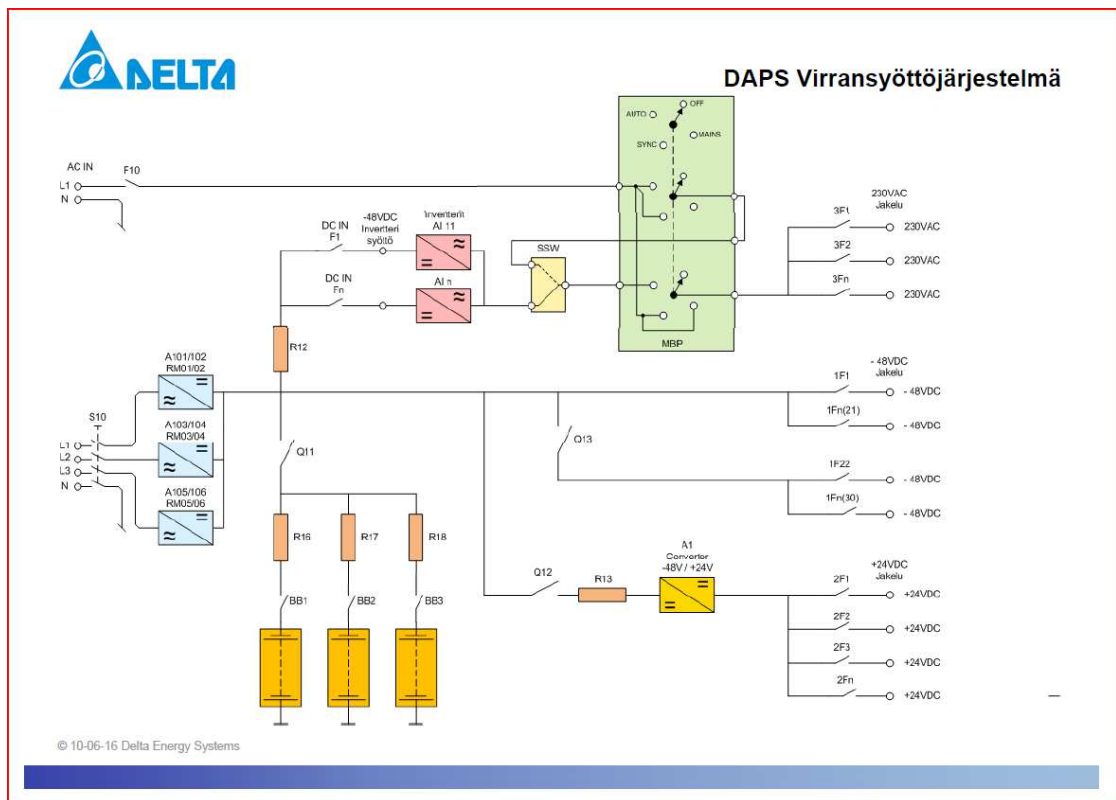 DELTA
DAPS Virransyöttöjärjestelmä
AUTO
OFF
SYNC
MAINS
AC IN
F10
L1
N
-48VDC
Invertteri
syöttö
DC IN
F1
Invertterit
AI 11
DC IN
Fn
AI n
SSW
MBP
230VAC
Jakelu
3F1
230VAC
3F2
230VAC
3Fn
230VAC
R12
A101/102
RM01/02
S10
A103/104
RM03/04
L1
L2
L3
N
A105/106
RM05/06
Q11
Q13
- 48VDC
Jakelu
1F1
- 48VDC
1Fn(21)
- 48VDC
1F22
- 48VDC
1Fn(30)
- 48VDC
R16
R17
R18
BB1
BB2
BB3
Q12
R13
A1
Converter
-48V / +24V
+24VDC
Jakelu
2F1
+24VDC
2F2
+24VDC
2F3
+24VDC
2Fn
+24VDC
© 10-06-16 Delta Energy Systems